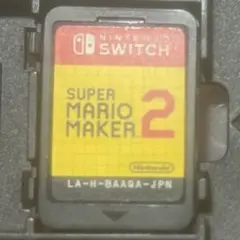 NINTENDO
SWITCH
SUPER
MARIO
MAKER 2
Nintendo
LA-H-BAAQA-JPN